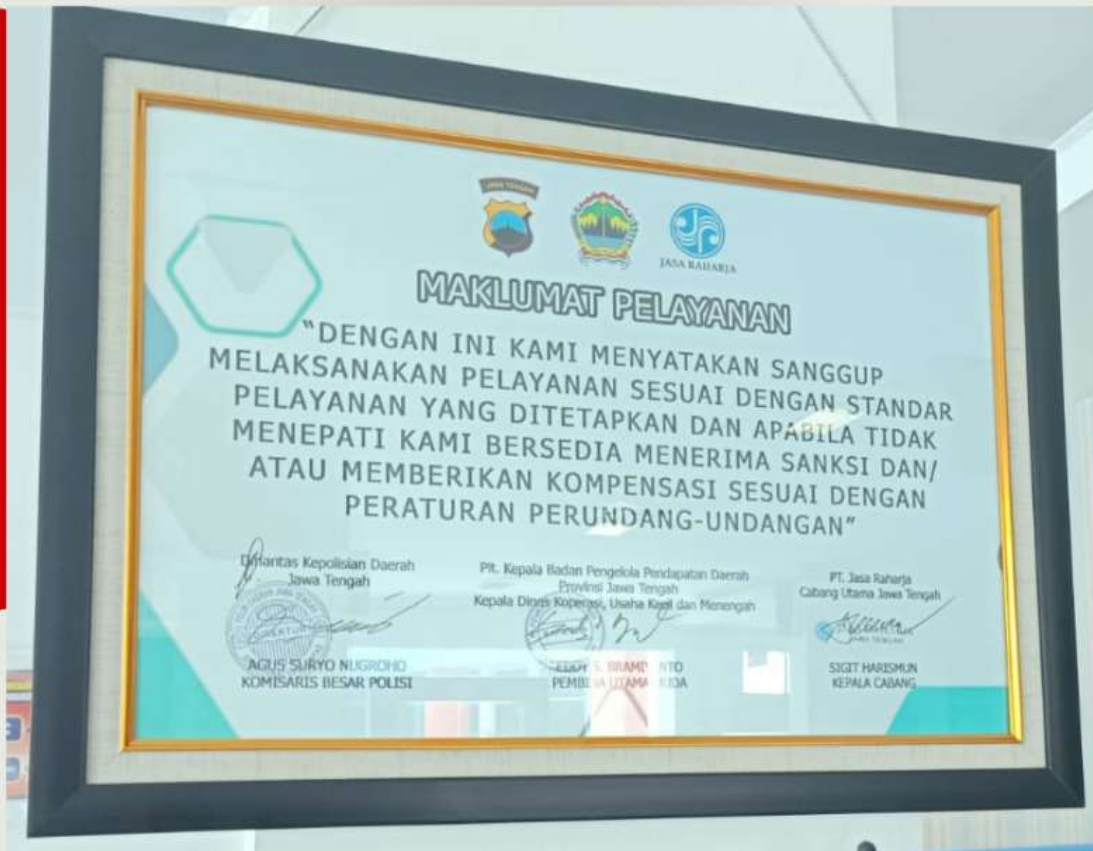 JAWA TENGAH
JASA RAHARJA
MAKLUMAT PELAYANAN
"DENGAN INI KAMI MENYATAKAN SANGGUP
MELAKSANAKAN PELAYANAN SESUAI DENGAN STANDAR
PELAYANAN YANG DITETAPKAN DAN APABILA TIDAK
MENEPATI KAMI BERSEDIA MENERIMA SANKSI DAN/
ATAU MEMBERIKAN KOMPENSASI SESUAI DENGAN
PERATURAN PERUNDANG-UNDANGAN"
Kepolisian Daerah
Jawa Tengah
AGUS SURYO NUGROHO
KOMISARIS BESAR POLISI
Plt. Kepala Badan Pengelola Pendapatan Daerah
Provinsi Jawa Tengah
Kepala Dinas Koperasi, Usaha Kecil dan Menengah
UTAMA
PT. Jasa Raharja
Cabang Utama Jawa Tengah
SIGIT HARISMUN
KEPALA CABANG